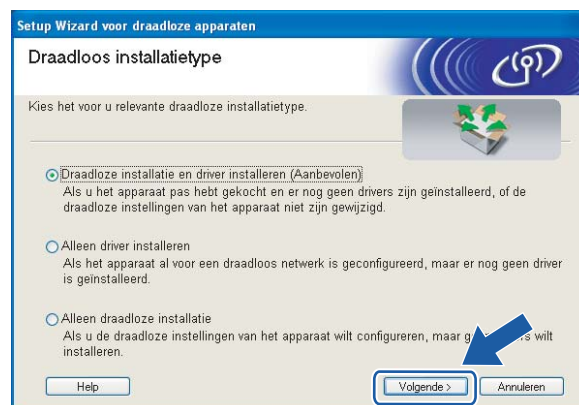 Setup Wizard voor draadloze apparaten
Draadloos installatietype
Kies het voor u relevante draadloze installatietype.
Draadloze installatie en driver installeren (Aanbevolen)
Als u het apparaat pas hebt gekocht en er nog geen drivers zijn geïnstalleerd, of de
draadloze instellingen van het apparaat niet zijn gewijzigd.
Alleen driver installeren
Als het apparaat al voor een draadloos netwerk is geconfigureerd, maar er nog geen driver
is geïnstalleerd.
Alleen draadloze installatie
Als u de draadloze instellingen van het apparaat wilt configureren, maar wilt
installeren.
Help
Volgende >
Annuleren